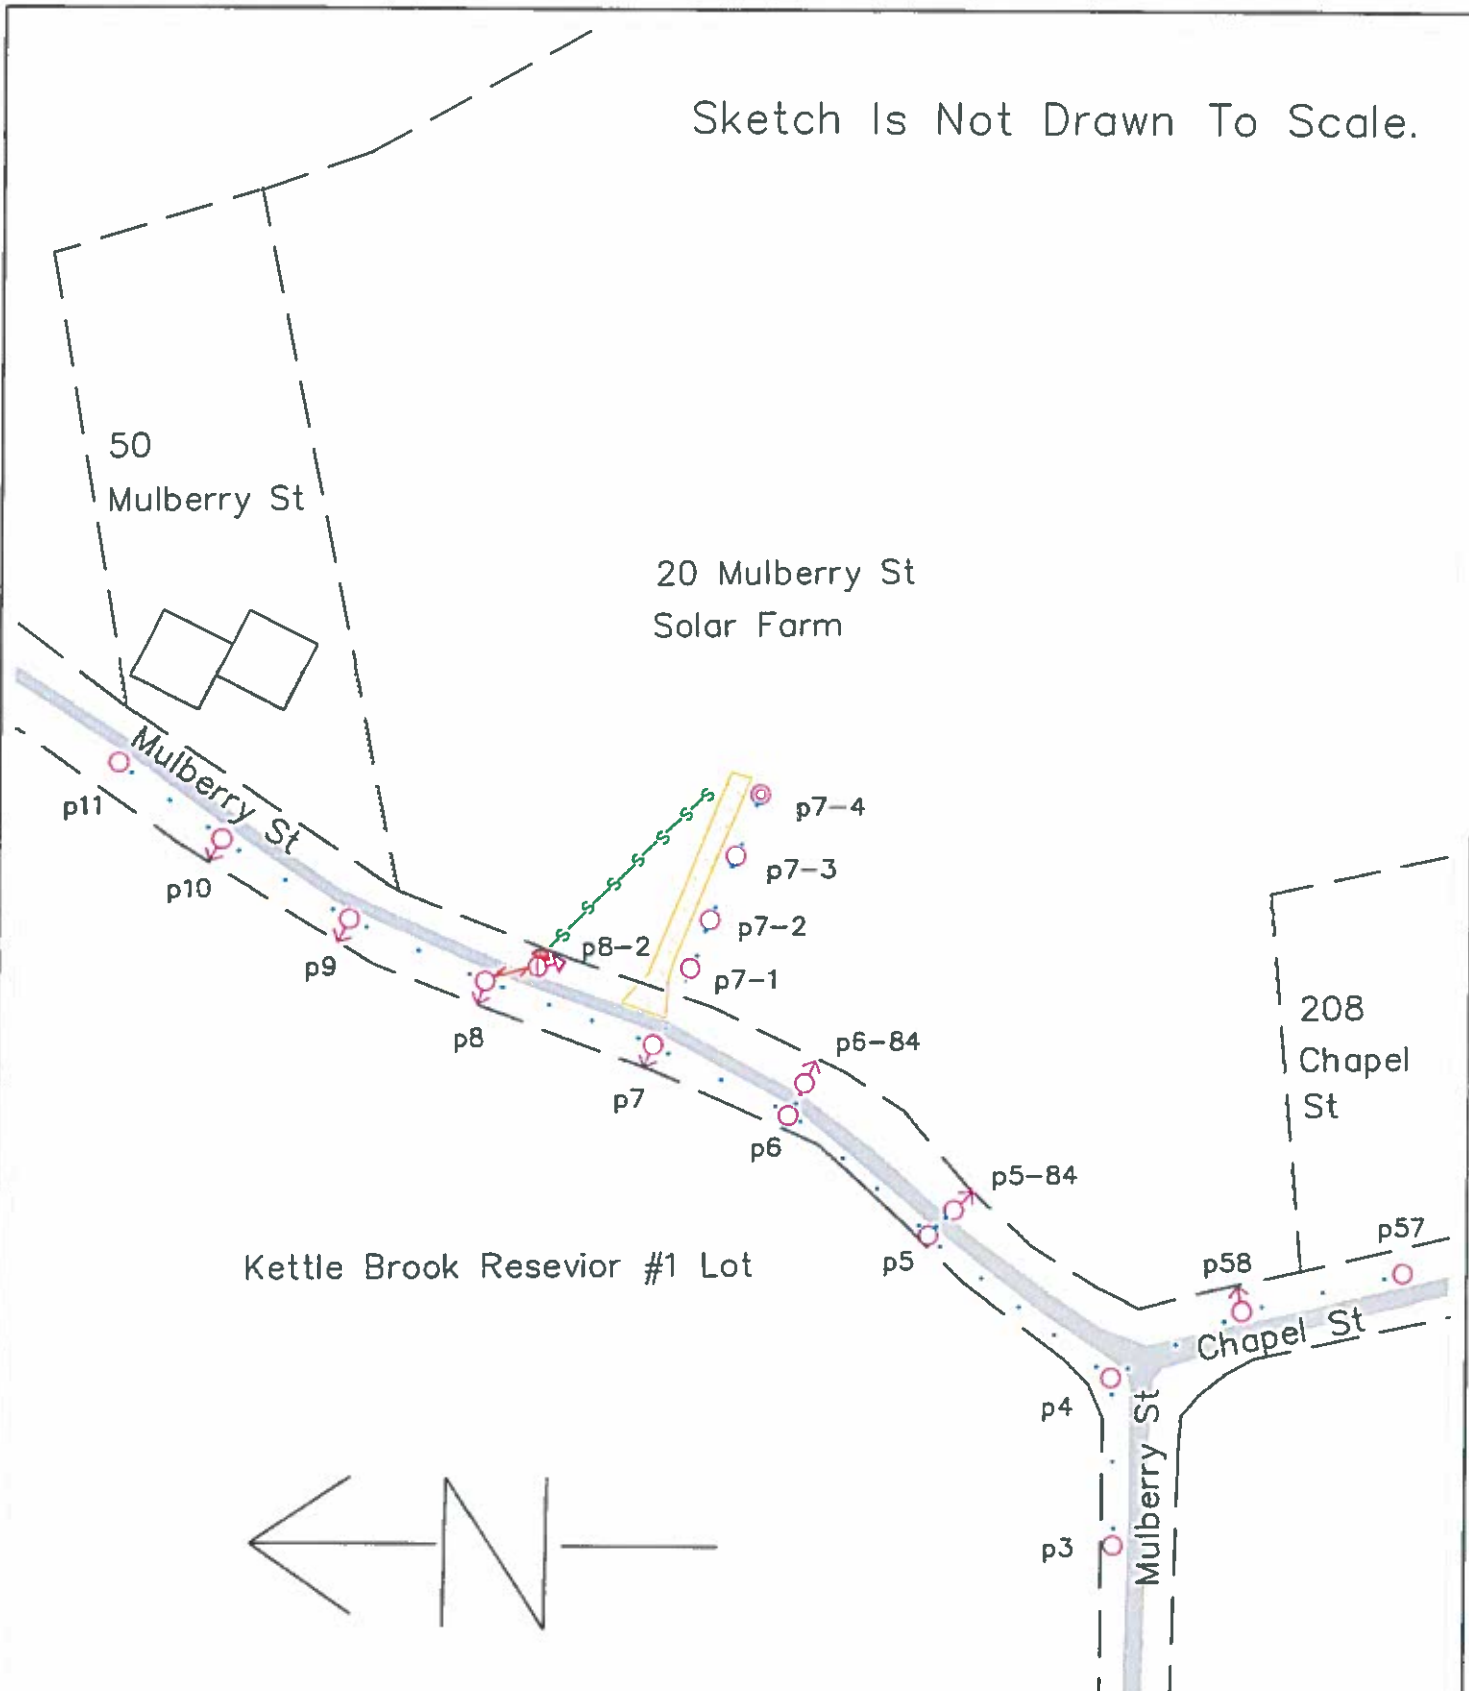 Sketch Is Not Drawn To Scale.
50
Mulberry St
20 Mulberry St
Solar Farm
Mulberry St
p11
p10
p9
p8
S S S S S S S
p8-2
p7-4
p7-3
p7-2
p7-1
p7
p6-84
p6
p5-84
p5
208
Chapel
St
p57
p58
Chapel St
Kettle Brook Resevior #1 Lot
p4
p3
Mulberry St
N